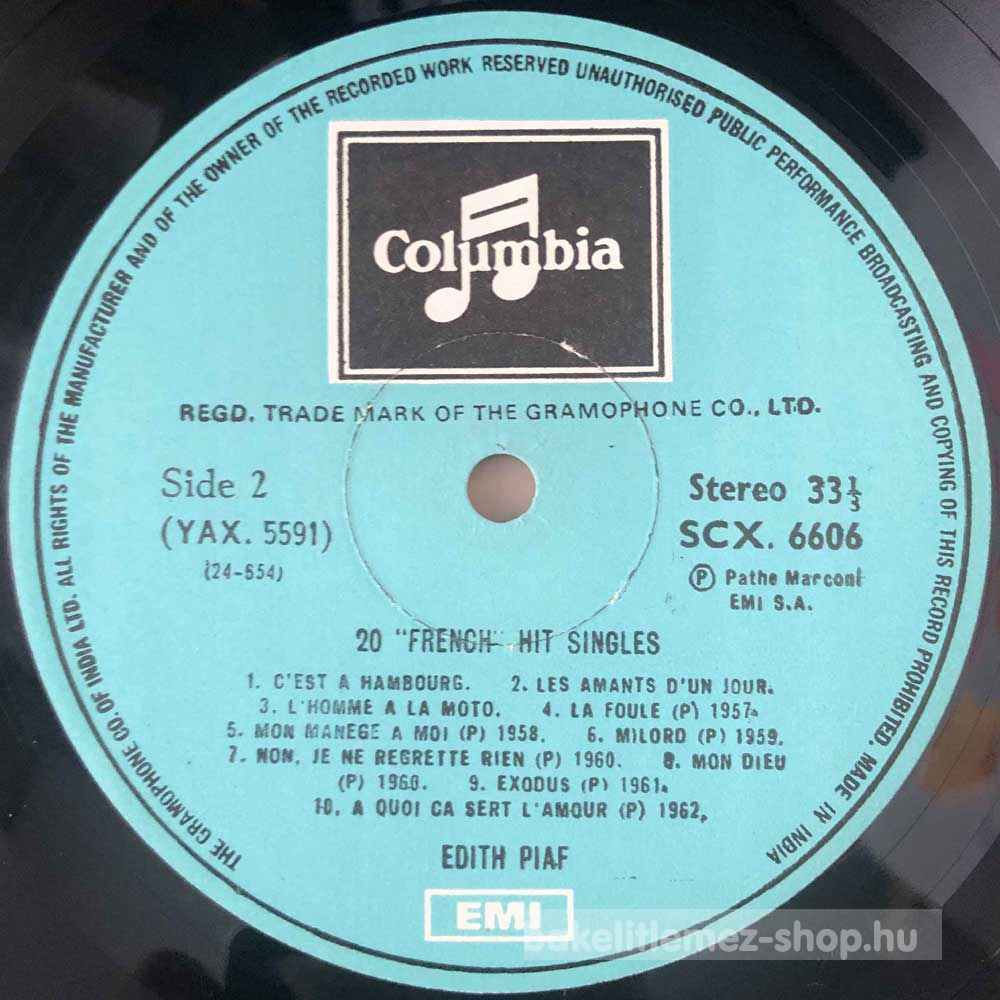 THE GRAMOPHONE CO. OF INDIA LTD. ALL RIGHTS OF THE MANUFACTURER AND OF THE OWNER OF THE RECORDED WORK RESERVED UNAUTHORISED PUBLIC PERFORMANCE BROADCASTING AND COPYING OF THIS RECORD PROHIBITED. MADE IN INDIA
Columbia
REGD. TRADE MARK OF THE GRAMOPHONE CO., LTD.
Side 2
(YAX. 5591)
(24-654)
Stereo 33⅓
SCX. 6606
Ⓟ Pathe Marconi
EMI S.A.
20 "FRENCH" HIT SINGLES
1. C'EST A HAMBOURG. 2. LES AMANTS D'UN JOUR.
3. L'HOMME A LA MOTO. 4. LA FOULE (P) 1957.
5. MON MANEGE A MOI (P) 1958. 6. MILORD (P) 1959.
7. NON, JE NE REGRETTE RIEN (P) 1960. 8. MON DIEU
(P) 1960. 9. EXODUS (P) 1961.
10. A QUOI CA SERT L'AMOUR (P) 1962,
EDITH PIAF
EMI
bakelitlemez-shop.hu